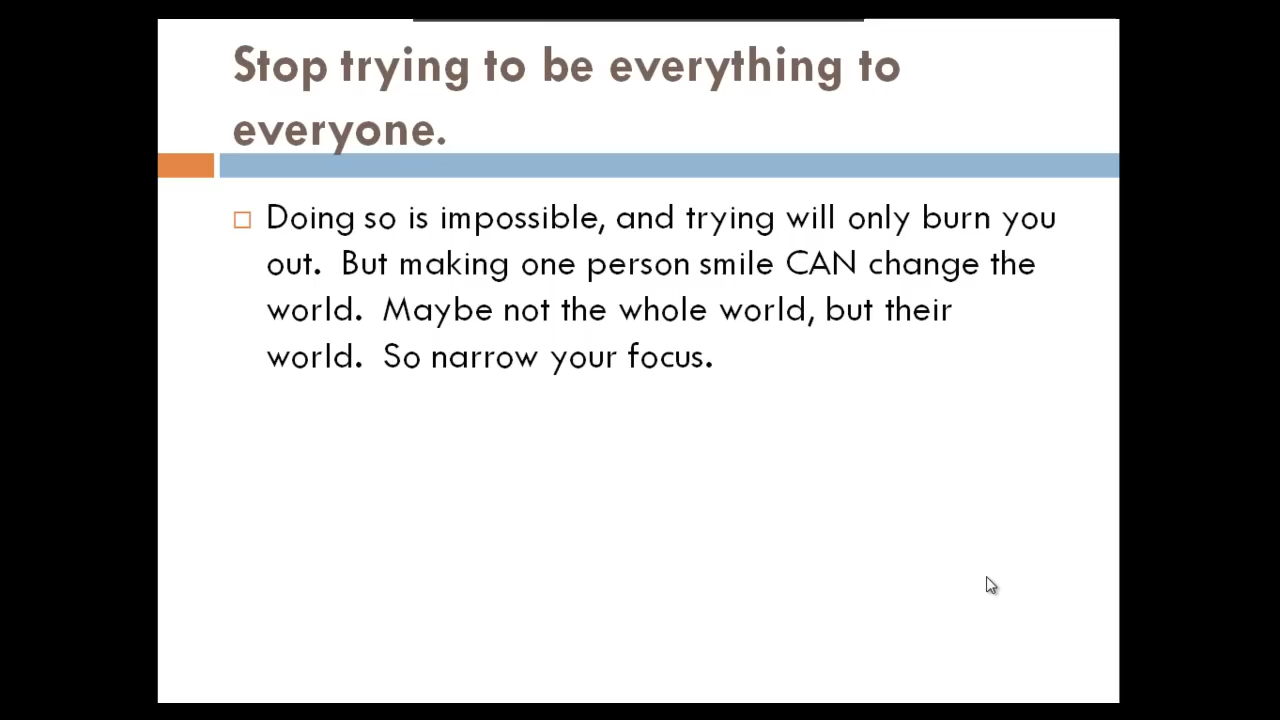 Stop trying to be everything to
everyone.
Doing so is impossible, and trying will only burn you
out.  But making one person smile CAN change the
world.  Maybe not the whole world, but their
world.  So narrow your focus.